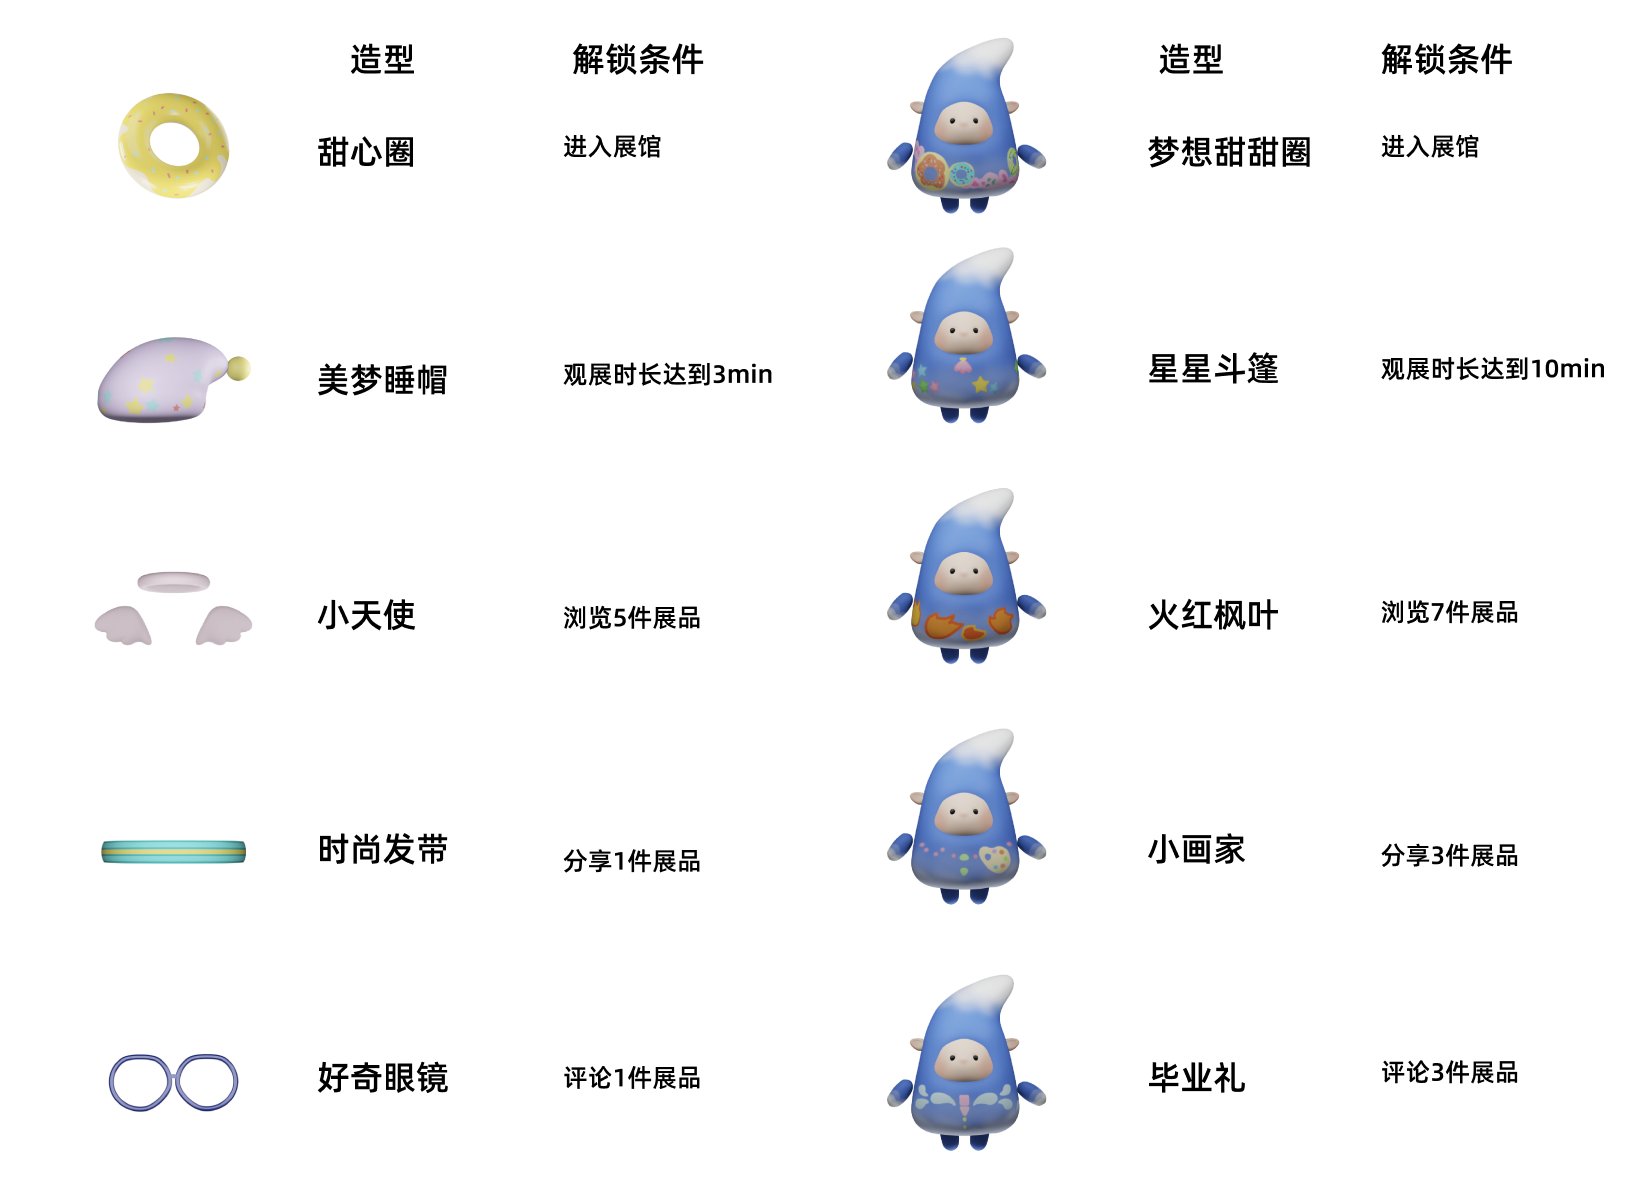 造型 解锁条件 造型 解锁条件
甜心圈 进入展馆 梦想甜甜圈 进入展馆
美梦睡帽 观展时长达到3min 星星斗篷 观展时长达到10min
小天使 浏览5件展品 火红枫叶 浏览7件展品
时尚发带 分享1件展品 小画家 分享3件展品
好奇眼镜 评论1件展品 毕业礼 评论3件展品